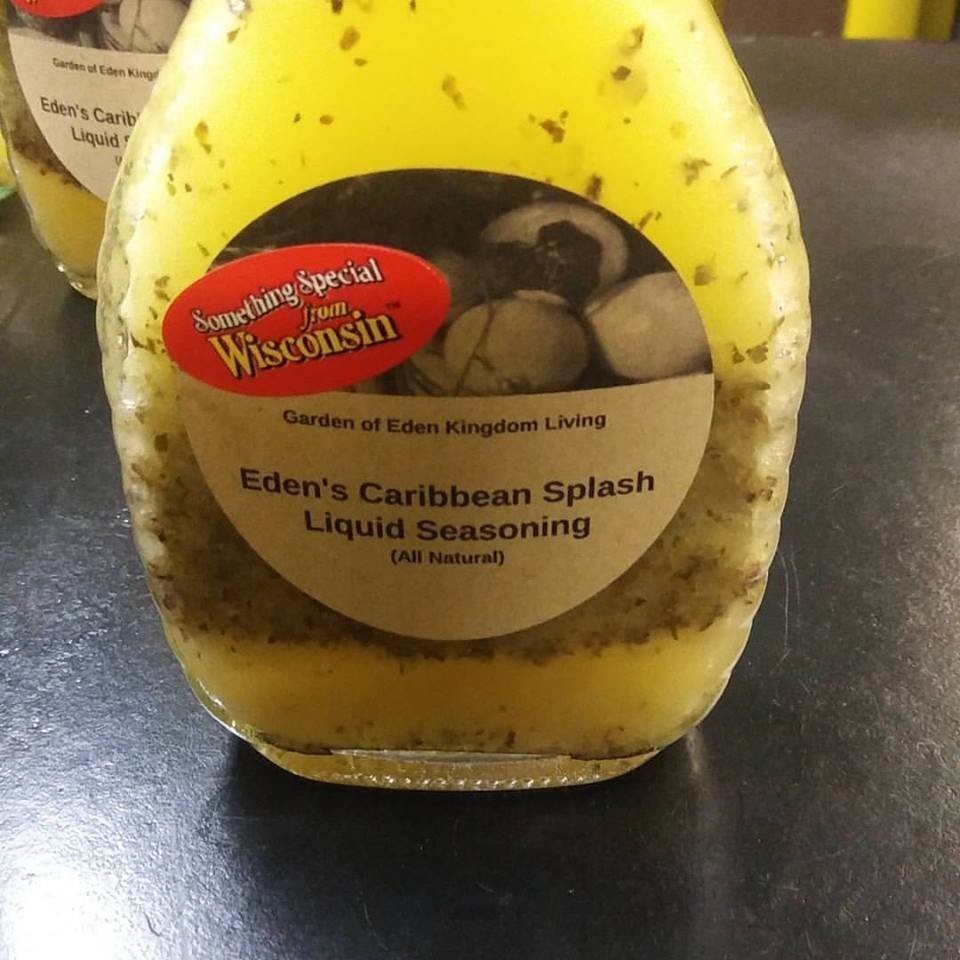 Garden of Eden Kingd
Eden's Carib
Liquid
Something Special
from
Wisconsin™
Garden of Eden Kingdom Living
Eden's Caribbean Splash
Liquid Seasoning
(All Natural)